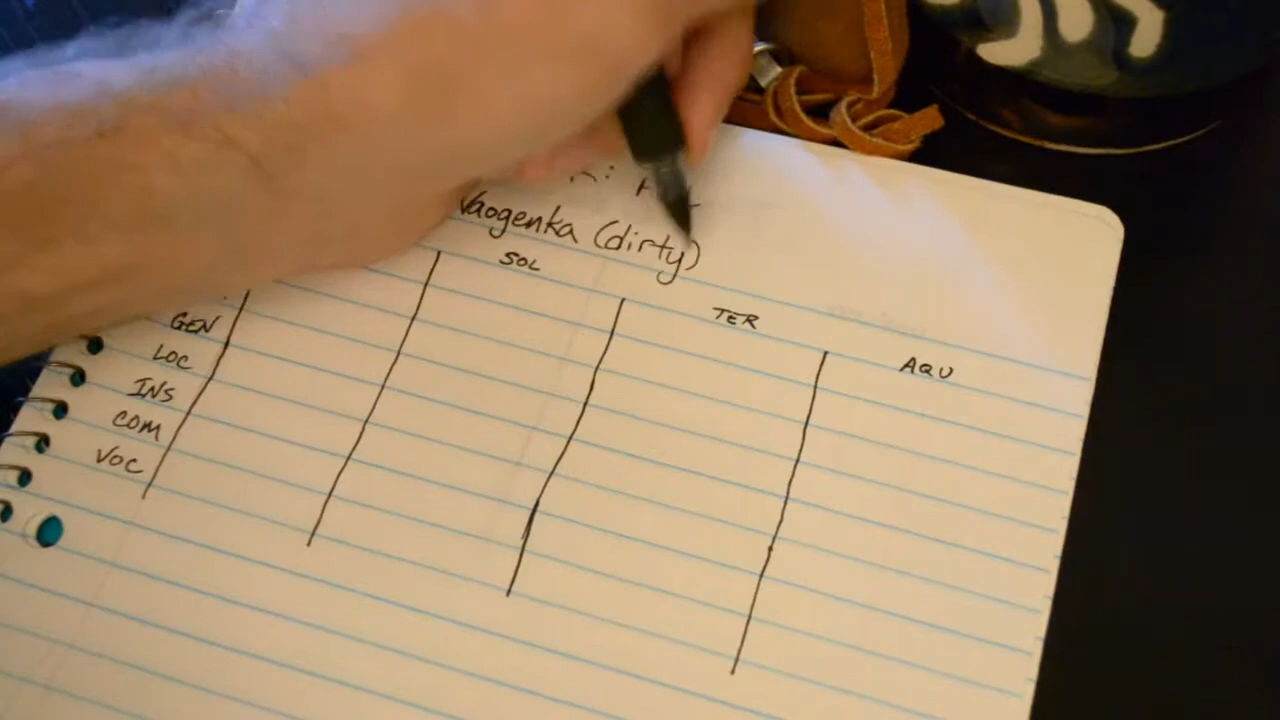 Vaogenka (dirty)
SOL TER AQU
GEN
LOC
INS
COM
VOC